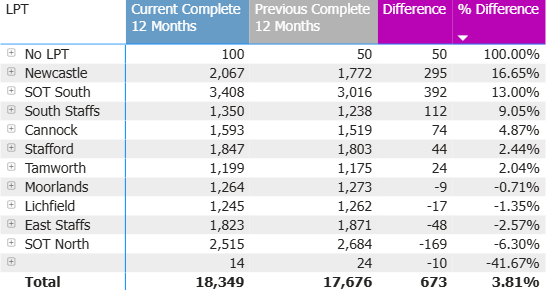 LPT Current Complete 12 Months Previous Complete 12 Months Difference % Difference
No LPT 100 50 50 100.00%
Newcastle 2,067 1,772 295 16.65%
SOT South 3,408 3,016 392 13.00%
South Staffs 1,350 1,238 112 9.05%
Cannock 1,593 1,519 74 4.87%
Stafford 1,847 1,803 44 2.44%
Tamworth 1,199 1,175 24 2.04%
Moorlands 1,264 1,273 -9 -0.71%
Lichfield 1,245 1,262 -17 -1.35%
East Staffs 1,823 1,871 -48 -2.57%
SOT North 2,515 2,684 -169 -6.30%
14 24 -10 -41.67%
Total 18,349 17,676 673 3.81%